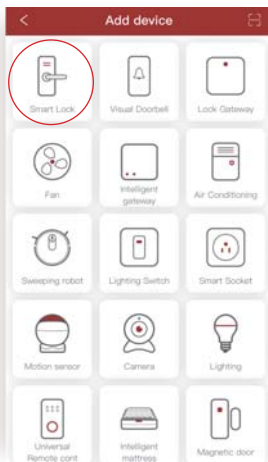 Add device
Smart Lock
Visual Doorbell
Lock Gateway
Fan
Intelligent
gateway
Air Conditioning
Sweeping robot
Lighting Switch
Smart Socket
Motion sensor
Camera
Lighting
Universal
Remote cont
Intelligent
mattress
Magnetic door